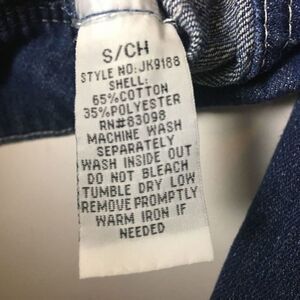 S/CH
STYLE NO: JK9188
SHELL:
65%COTTON
35%POLYESTER
RN#83098
MACHINE WASH
SEPARATELY
WASH INSIDE OUT
DO NOT BLEACH
TUMBLE DRY LOW
REMOVE PROMPTLY
WARM IRON IF
NEEDED